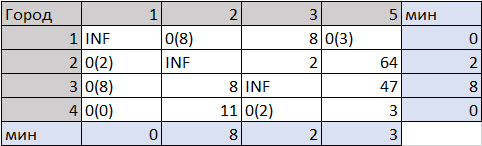 Город 1 2 3 5 мин
1 INF 0(8) 8 0(3) 0
2 0(2) INF 2 64 2
3 0(8) 8 INF 47 8
4 0(0) 11 0(2) 3 0
мин 0 8 2 3